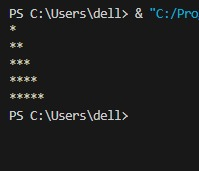 PS C:\Users\dell> & "C:/Pro
*
**
***
****
*****
PS C:\Users\dell>